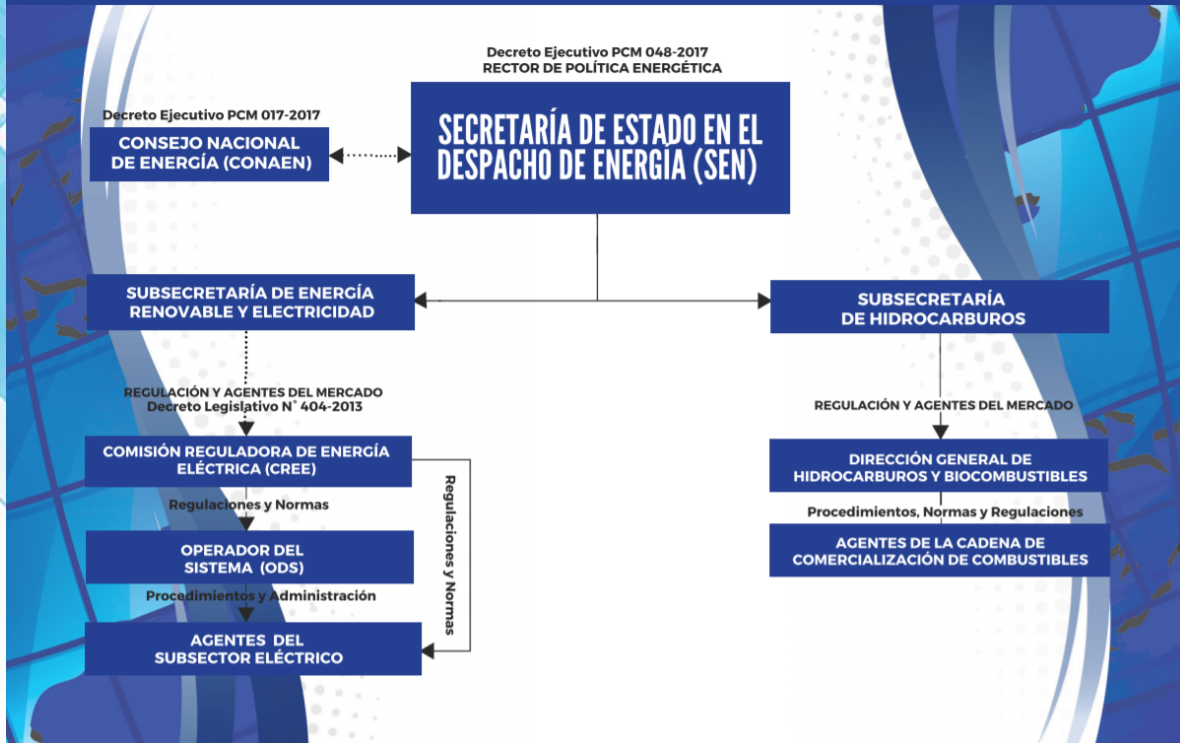 Decreto Ejecutivo PCM 048-2017
RECTOR DE POLÍTICA ENERGÉTICA
SECRETARÍA DE ESTADO EN EL
DESPACHO DE ENERGÍA (SEN)
Decreto Ejecutivo PCM 017-2017
CONSEJO NACIONAL
DE ENERGÍA (CONAEN)
SUBSECRETARÍA DE ENERGÍA
RENOVABLE Y ELECTRICIDAD
REGULACIÓN Y AGENTES DEL MERCADO
Decreto Legislativo N° 404-2013
COMISIÓN REGULADORA DE ENERGÍA
ELÉCTRICA (CREE)
Regulaciones y Normas
OPERADOR DEL
SISTEMA (ODS)
Procedimientos y Administración
AGENTES DEL
SUBSECTOR ELÉCTRICO
Regulaciones y Normas
SUBSECRETARÍA
DE HIDROCARBUROS
REGULACIÓN Y AGENTES DEL MERCADO
DIRECCIÓN GENERAL DE
HIDROCARBUROS Y BIOCOMBUSTIBLES
Procedimientos, Normas y Regulaciones
AGENTES DE LA CADENA DE
COMERCIALIZACIÓN DE COMBUSTIBLES